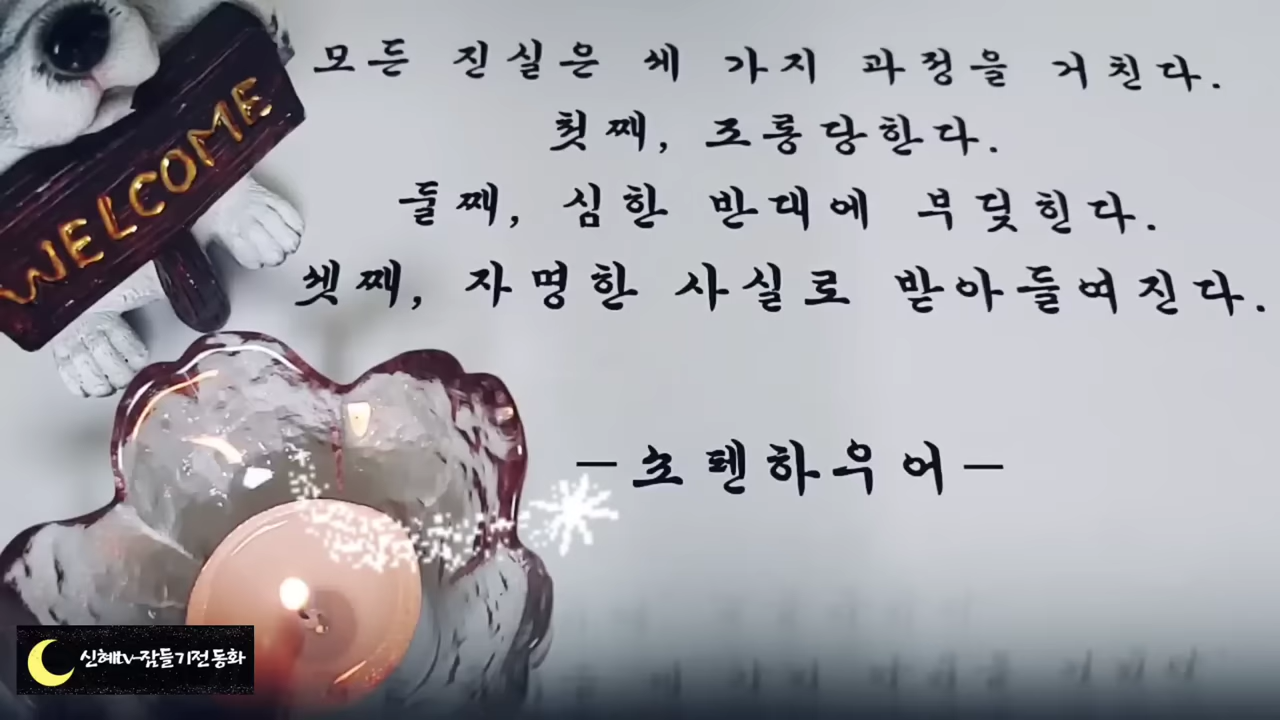 WELCOME
모든 진실은 세 가지 과정을 거친다.
첫째, 조롱당한다.
둘째, 심한 반대에 부딪힌다.
셋째, 자명한 사실로 받아들여진다.
-쇼펜하우어-
신혜tv-잠들기전동화